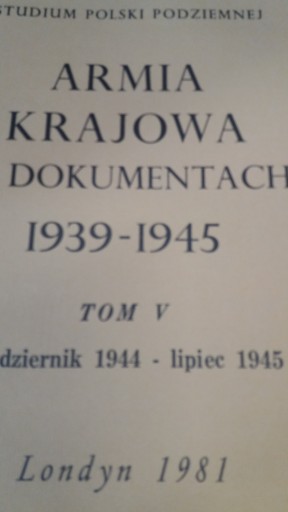 STUDIUM POLSKI PODZIEMNEJ
ARMIA
KRAJOWA
DOKUMENTACH
1939-1945
TOM V
dziernik 1944 - lipiec 1945
Londyn 1981